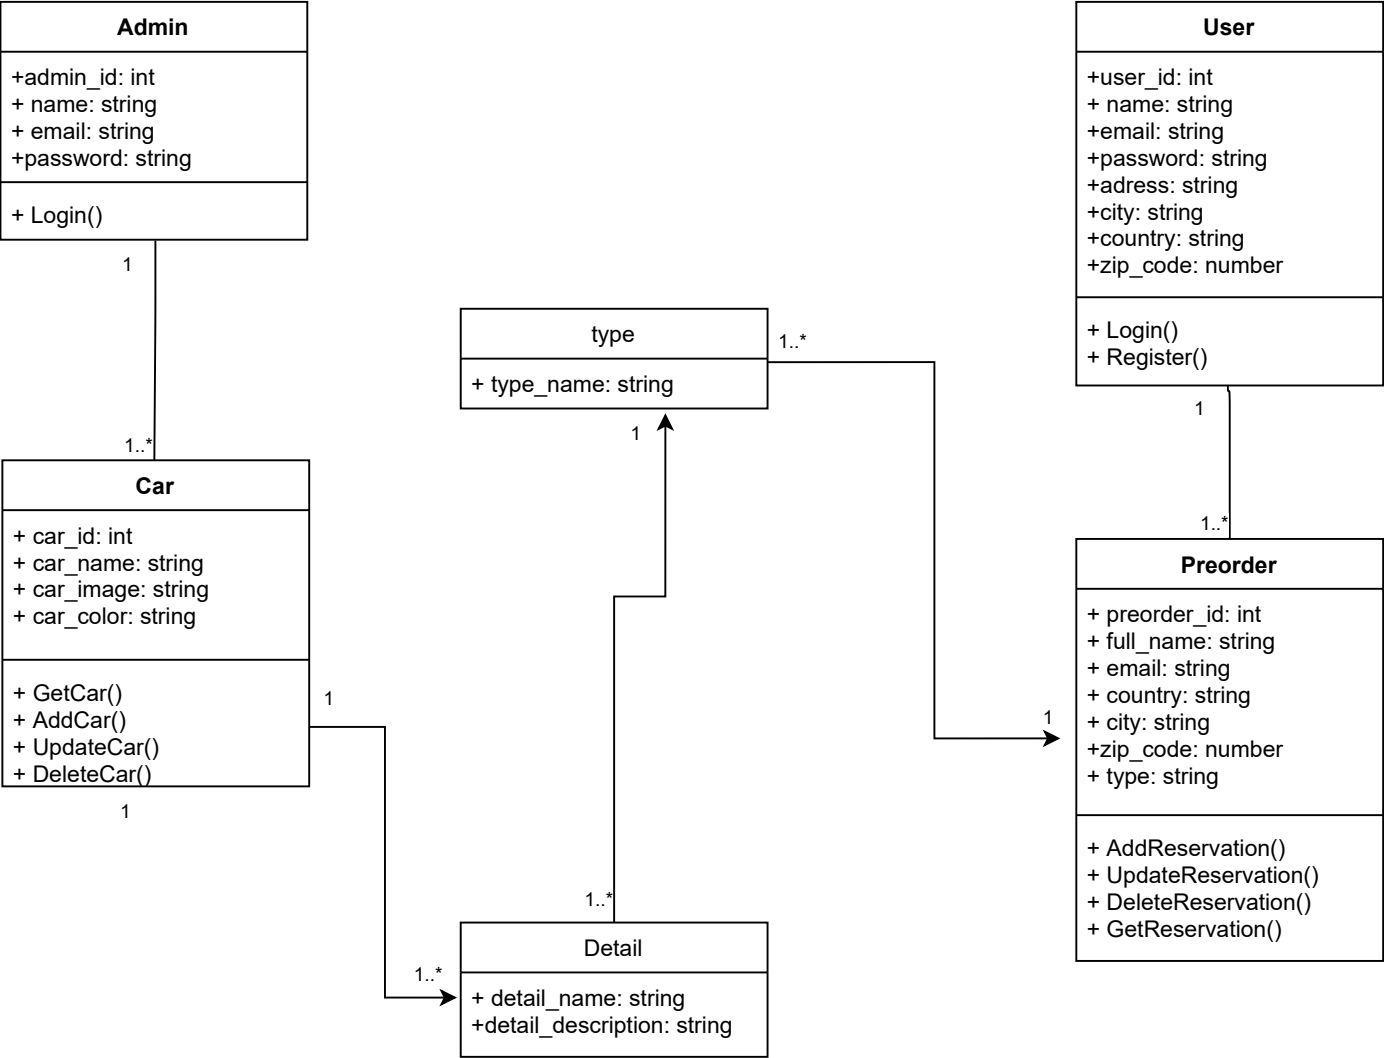 Admin
+admin_id: int
+ name: string
+ email: string
+password: string
+ Login()
1
1..*
Car
+ car_id: int
+ car_name: string
+ car_image: string
+ car_color: string
+ GetCar()
+ AddCar()
+ UpdateCar()
+ DeleteCar()
1
1
type
+ type_name: string
1..*
1
1..*
Detail
+ detail_name: string
+detail_description: string
1..*
User
+user_id: int
+ name: string
+email: string
+password: string
+adress: string
+city: string
+country: string
+zip_code: number
+ Login()
+ Register()
1
1..*
Preorder
+ preorder_id: int
+ full_name: string
+ email: string
+ country: string
+ city: string
+zip_code: number
+ type: string
+ AddReservation()
+ UpdateReservation()
+ DeleteReservation()
+ GetReservation()
1